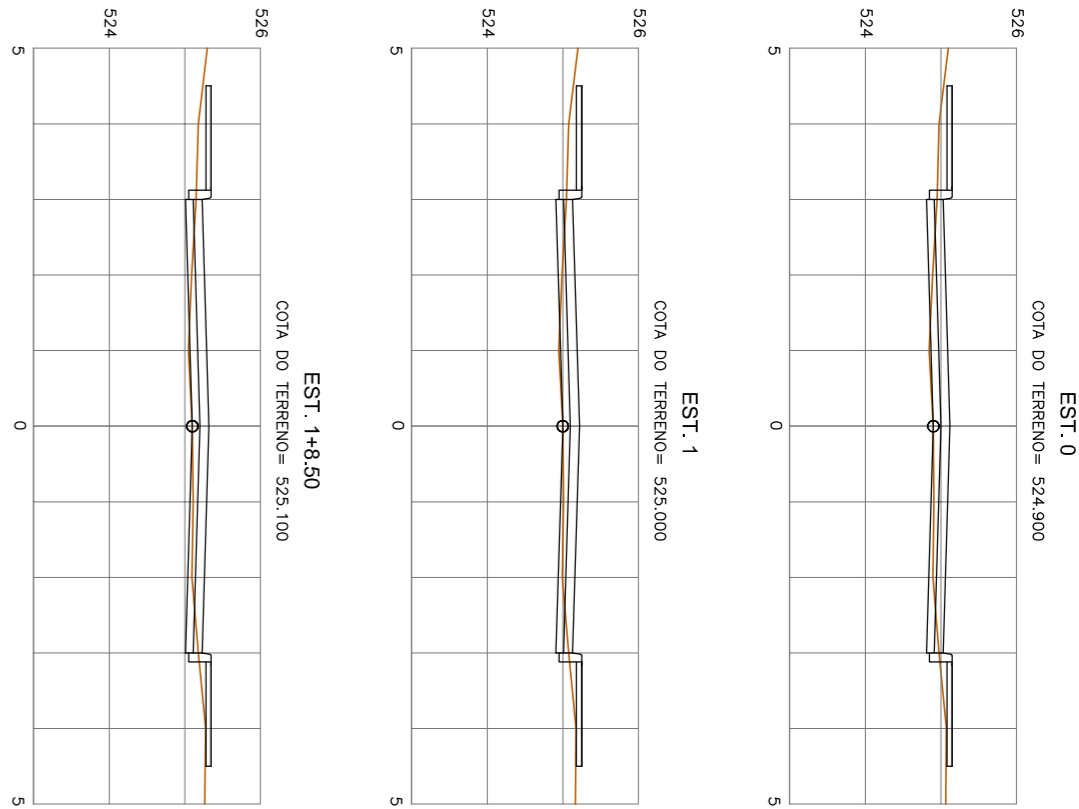 EST. 0
COTA DO TERRENO= 524.900
526
524
5 0 5
EST. 1
COTA DO TERRENO= 525.000
526
524
5 0 5
EST. 1+8.50
COTA DO TERRENO= 525.100
526
524
5 0 5